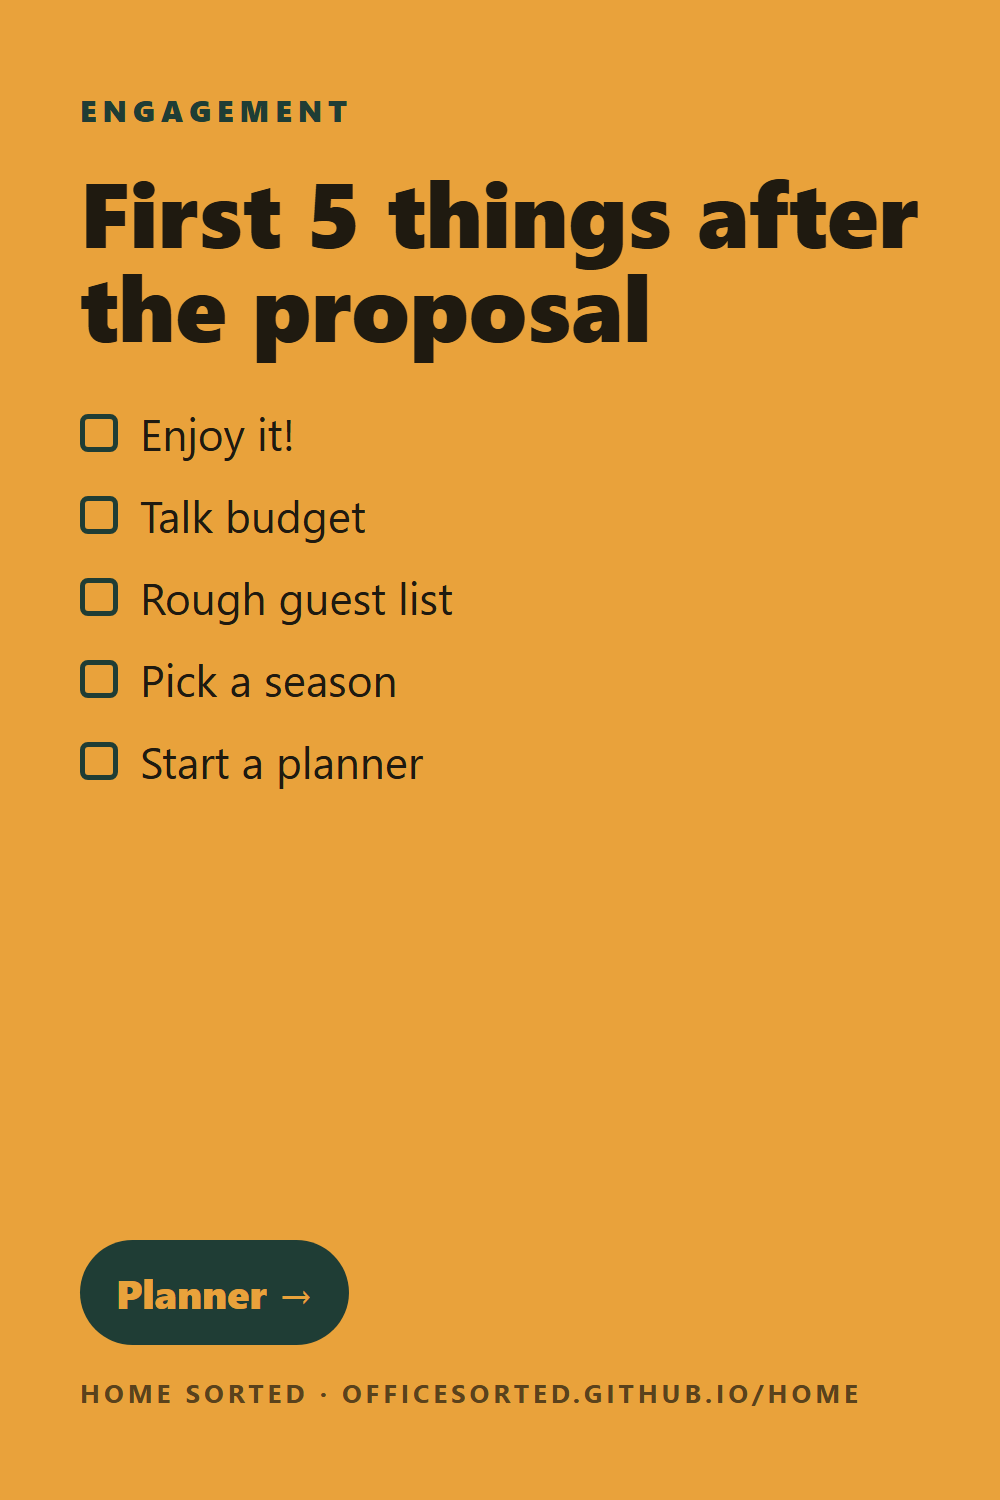 ENGAGEMENT
First 5 things after
the proposal
Enjoy it!
Talk budget
Rough guest list
Pick a season
Start a planner
Planner →
HOME SORTED · OFFICESORTED.GITHUB.IO/HOME